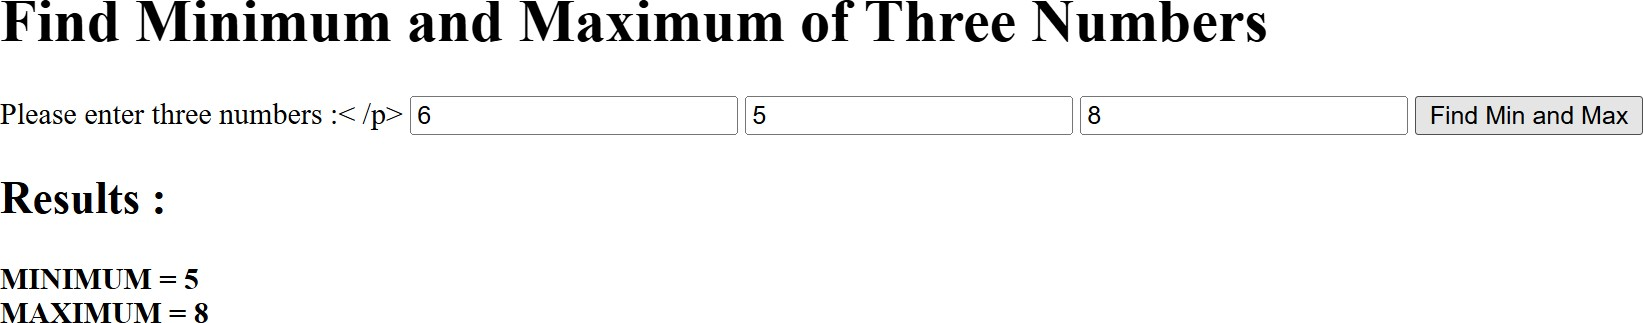 Find Minimum and Maximum of Three Numbers
Please enter three numbers :< /p> 6 5 8 Find Min and Max
Results :
MINIMUM = 5
MAXIMUM = 8